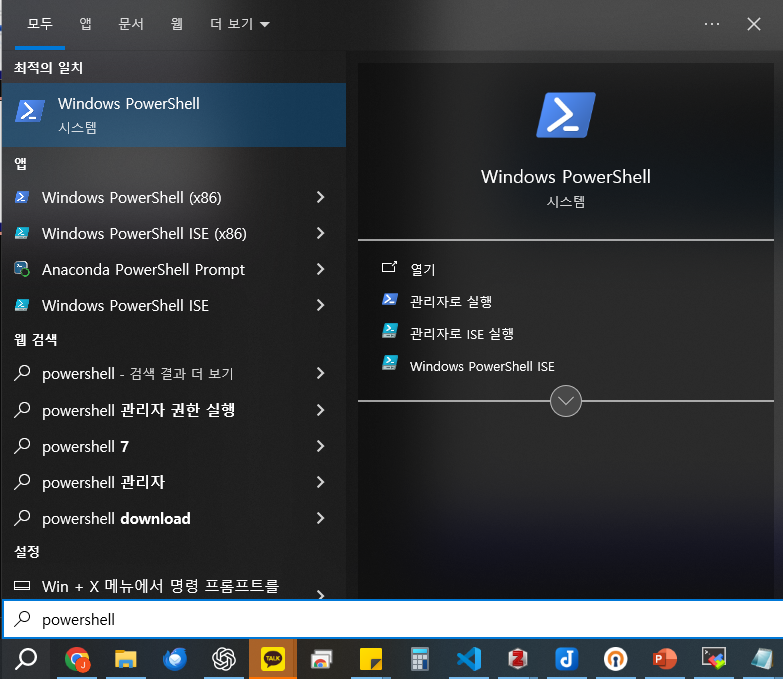 모두 앱 문서 웹 더 보기
최적의 일치
Windows PowerShell
시스템
앱
Windows PowerShell (x86)
Windows PowerShell ISE (x86)
Anaconda PowerShell Prompt
Windows PowerShell ISE
웹 검색
powershell - 검색 결과 더 보기
powershell 관리자 권한 실행
powershell 7
powershell 관리자
powershell download
설정
Win + X 메뉴에서 명령 프롬프트를
Windows PowerShell
시스템
열기
관리자로 실행
관리자로 ISE 실행
Windows PowerShell ISE
powershell
J
TALK